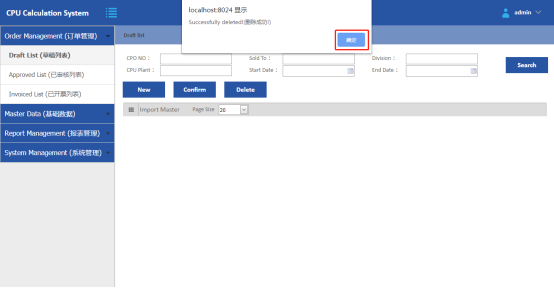 CPU Calculation System
localhost:8024 显示
Successfully deleted!(删除成功!)
确定
admin
Order Management (订单管理)
Draft List (草稿列表)
Approved List (已审核列表)
Invoiced List (已开票列表)
Master Data (基础数据)
Report Management (报表管理)
System Management (系统管理)
Draft list
CPO NO :
Sold To :
Division :
CPU Plant :
Start Date :
End Date :
Search
New
Confirm
Delete
Import Master
Page Size
20